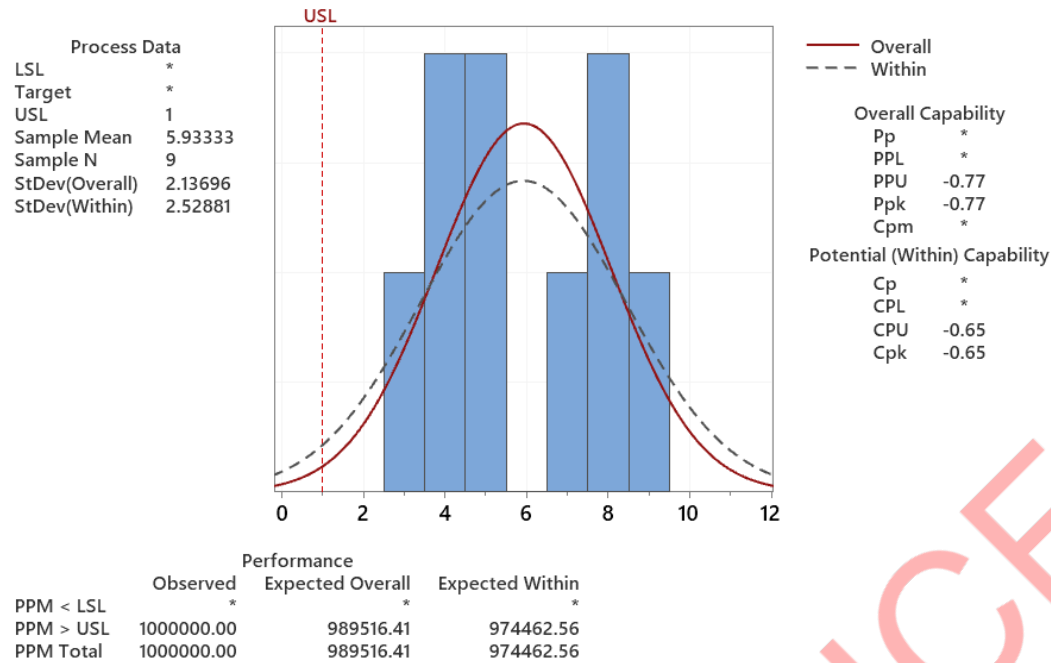 USL
Process Data
LSL *
Target *
USL 1
Sample Mean 5.93333
Sample N 9
StDev(Overall) 2.13696
StDev(Within) 2.52881
Overall
Within
Overall Capability
Pp *
PPL *
PPU -0.77
Ppk -0.77
Cpm *
Potential (Within) Capability
Cp *
CPL *
CPU -0.65
Cpk -0.65
0 2 4 6 8 10 12
Performance
Observed Expected Overall Expected Within
PPM < LSL * * *
PPM > USL 1000000.00 989516.41 974462.56
PPM Total 1000000.00 989516.41 974462.56